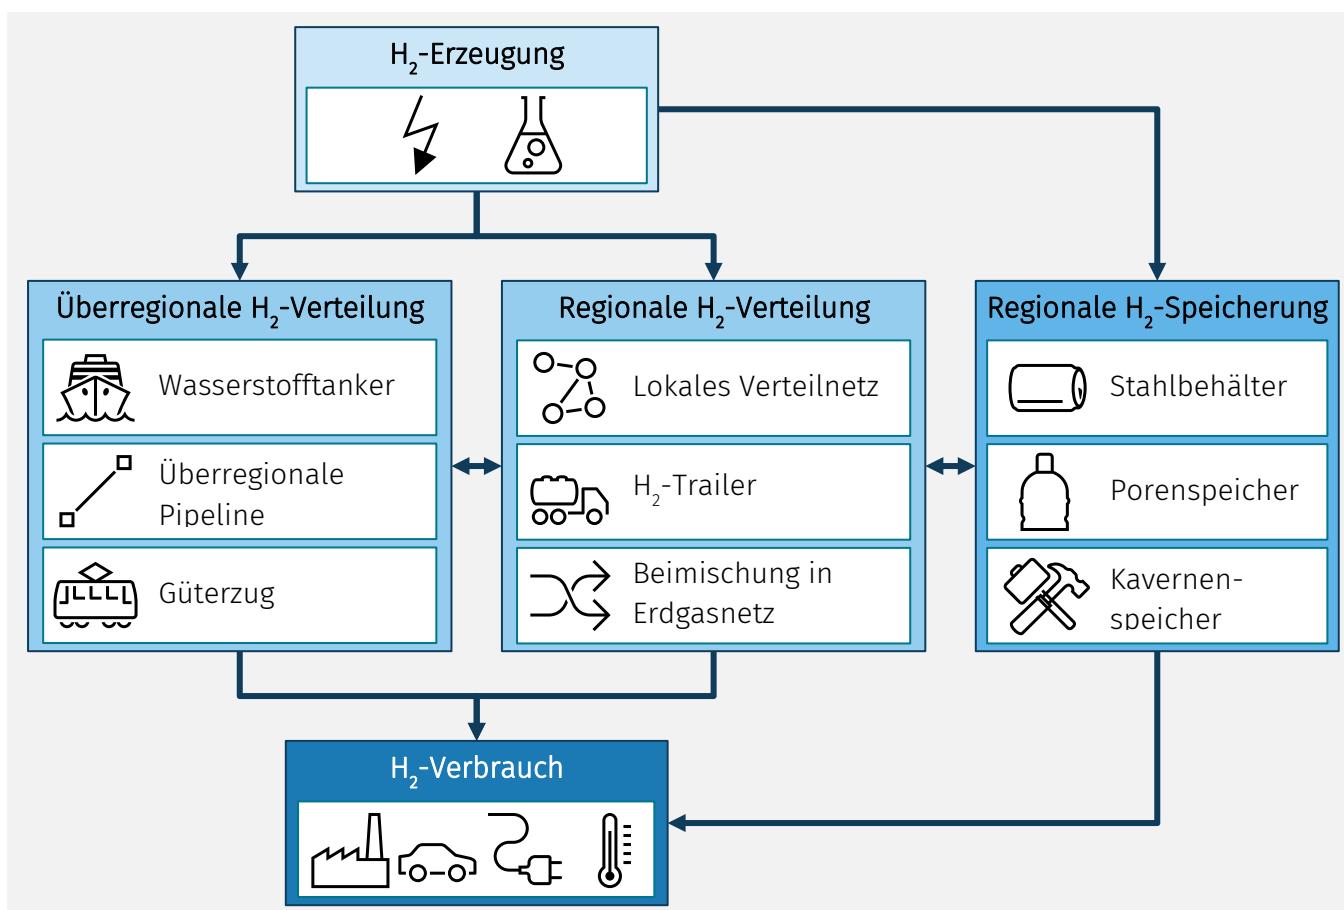 H₂-Erzeugung
Überregionale H₂-Verteilung
Wasserstofftanker
Überregionale
Pipeline
Güterzug
Regionale H₂-Verteilung
Lokales Verteilnetz
H₂-Trailer
Beimischung in
Erdgasnetz
Regionale H₂-Speicherung
Stahlbehälter
Porenspeicher
Kavernen-
speicher
H₂-Verbrauch